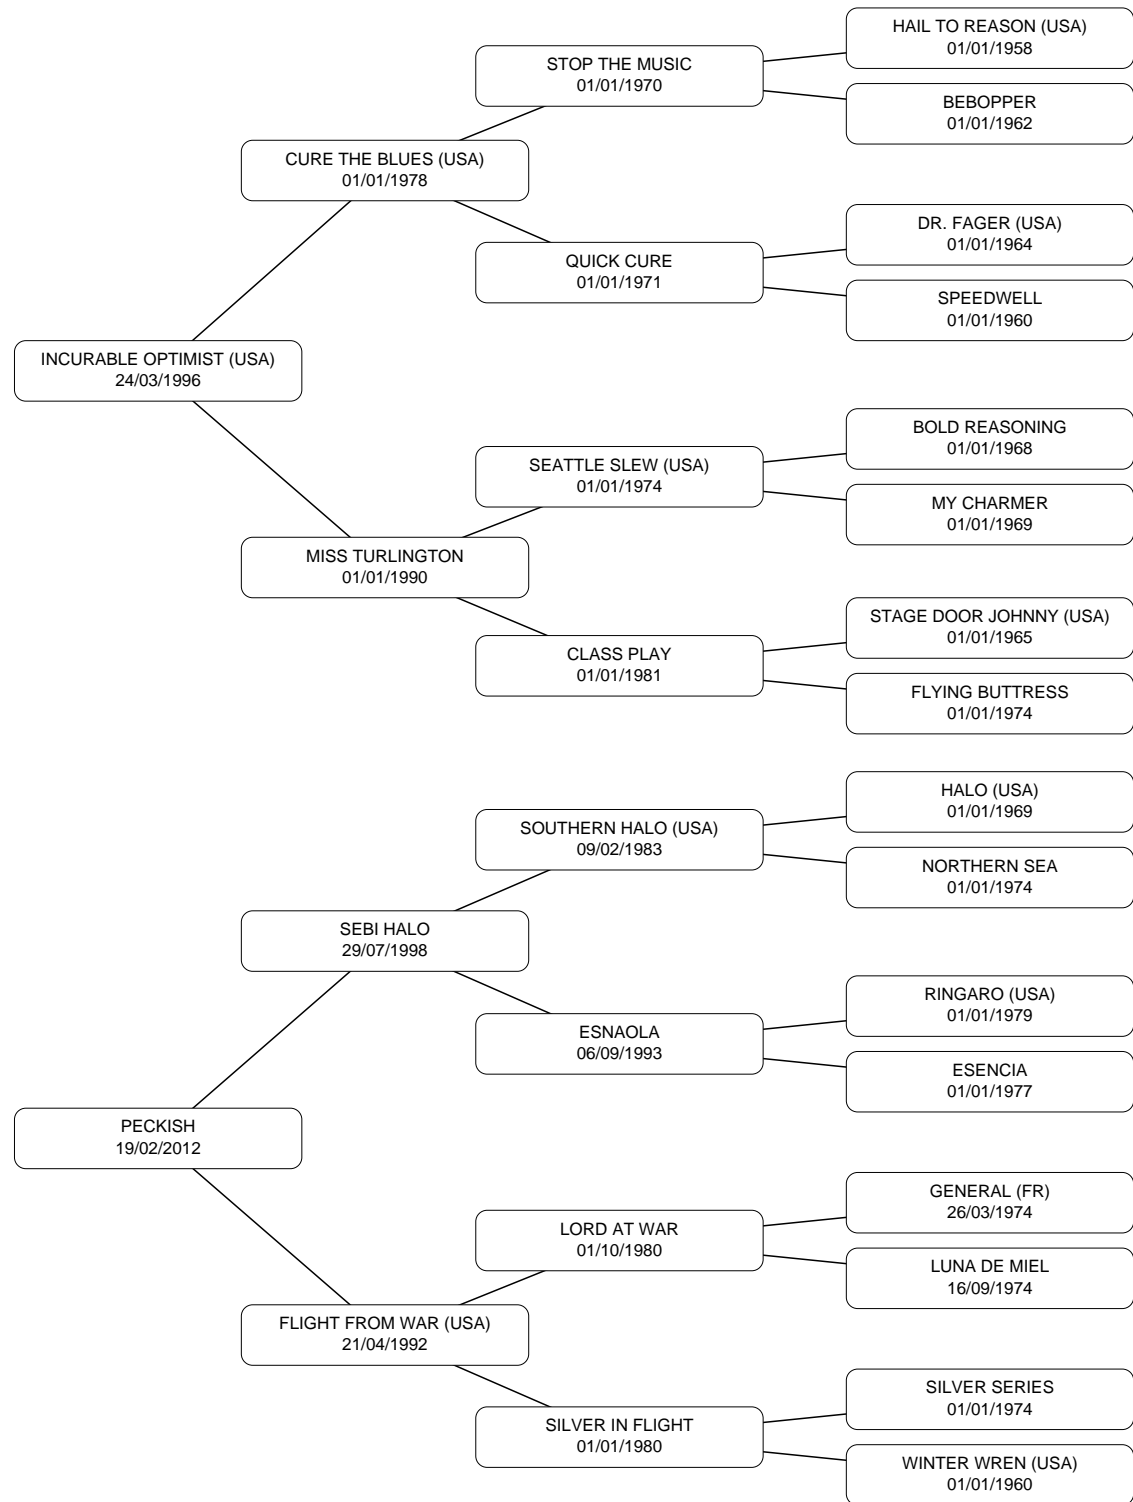 HAIL TO REASON (USA)
01/01/1958
STOP THE MUSIC
01/01/1970
BEBOPPER
01/01/1962
CURE THE BLUES (USA)
01/01/1978
DR. FAGER (USA)
01/01/1964
QUICK CURE
01/01/1971
SPEEDWELL
01/01/1960
INCURABLE OPTIMIST (USA)
24/03/1996
BOLD REASONING
01/01/1968
SEATTLE SLEW (USA)
01/01/1974
MY CHARMER
01/01/1969
MISS TURLINGTON
01/01/1990
STAGE DOOR JOHNNY (USA)
01/01/1965
CLASS PLAY
01/01/1981
FLYING BUTTRESS
01/01/1974
HALO (USA)
01/01/1969
SOUTHERN HALO (USA)
09/02/1983
NORTHERN SEA
01/01/1974
SEBI HALO
29/07/1998
RINGARO (USA)
01/01/1979
ESNAOLA
06/09/1993
ESENCIA
01/01/1977
PECKISH
19/02/2012
GENERAL (FR)
26/03/1974
LORD AT WAR
01/10/1980
LUNA DE MIEL
16/09/1974
FLIGHT FROM WAR (USA)
21/04/1992
SILVER SERIES
01/01/1974
SILVER IN FLIGHT
01/01/1980
WINTER WREN (USA)
01/01/1960